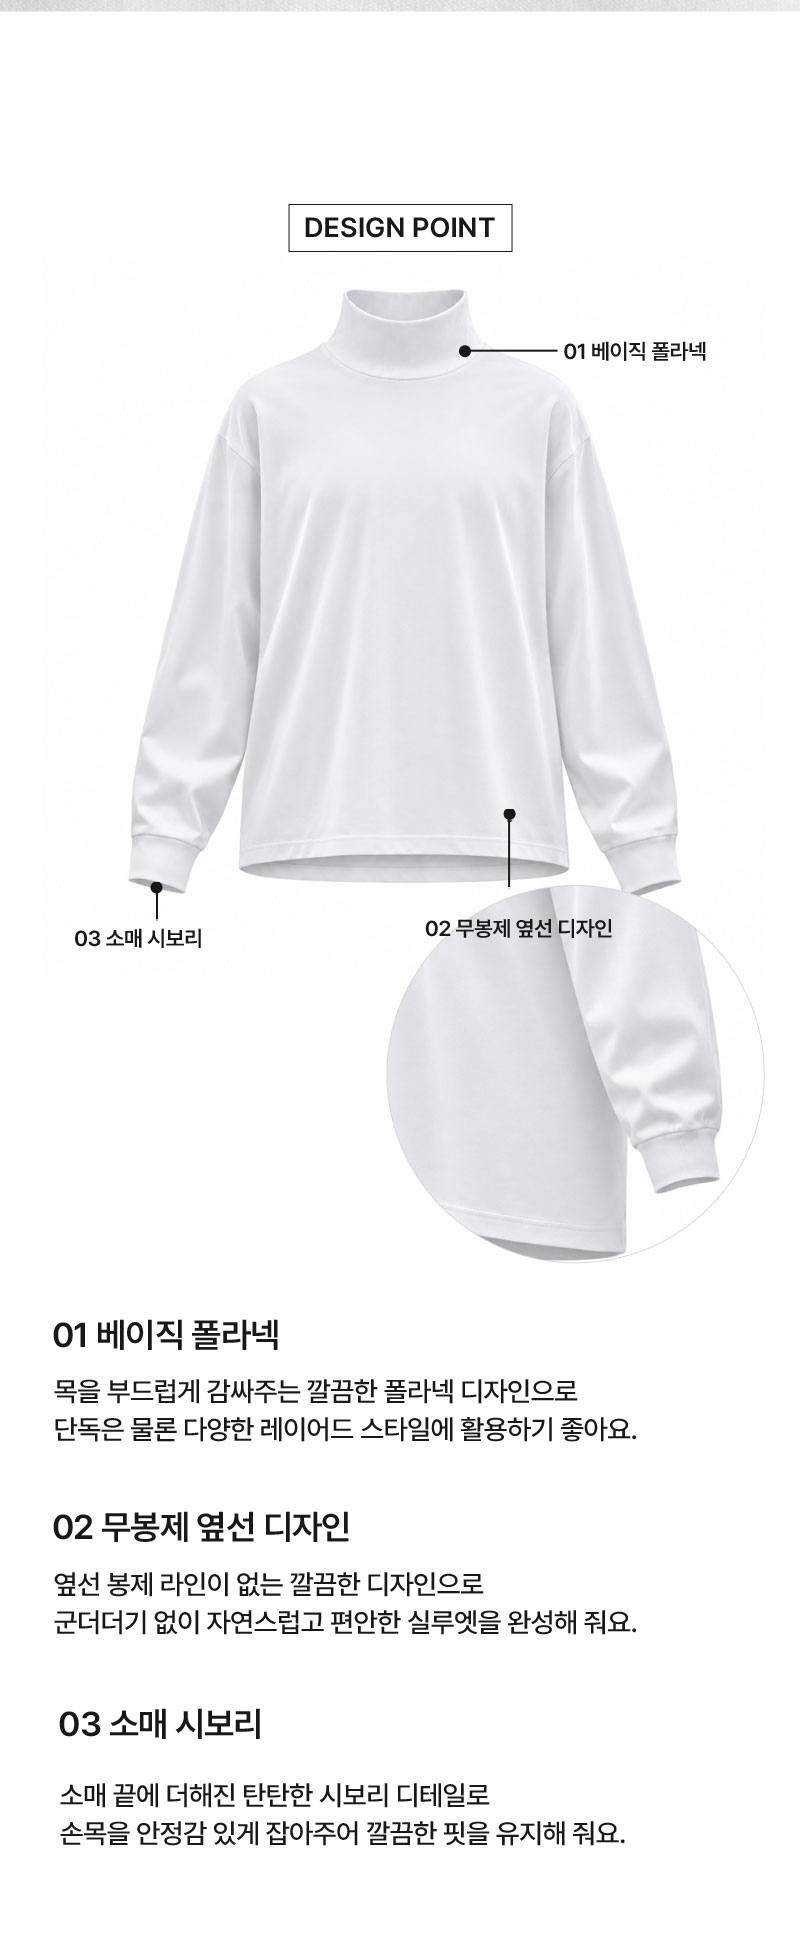 DESIGN POINT
01 베이직 폴라넥
03 소매 시보리
02 무봉제 옆선 디자인
01 베이직 폴라넥
목을 부드럽게 감싸주는 깔끔한 폴라넥 디자인으로
단독은 물론 다양한 레이어드 스타일에 활용하기 좋아요.
02 무봉제 옆선 디자인
옆선 봉제 라인이 없는 깔끔한 디자인으로
군더더기 없이 자연스럽고 편안한 실루엣을 완성해 줘요.
03 소매 시보리
소매 끝에 더해진 탄탄한 시보리 디테일로
손목을 안정감 있게 잡아주어 깔끔한 핏을 유지해 줘요.